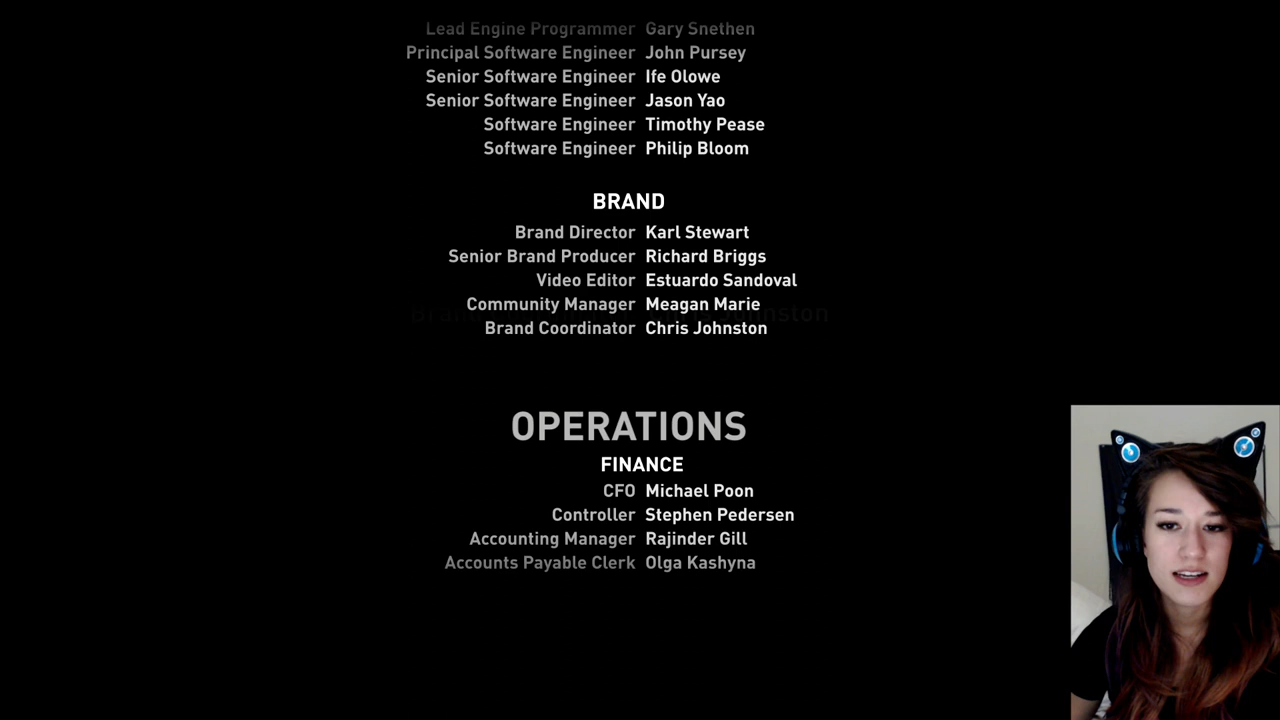 Lead Engine Programmer Gary Snethen
Principal Software Engineer John Pursey
Senior Software Engineer Ife Olowe
Senior Software Engineer Jason Yao
Software Engineer Timothy Pease
Software Engineer Philip Bloom
BRAND
Brand Director Karl Stewart
Senior Brand Producer Richard Briggs
Video Editor Estuardo Sandoval
Community Manager Meagan Marie
Brand Coordinator Chris Johnston
OPERATIONS
FINANCE
CFO Michael Poon
Controller Stephen Pedersen
Accounting Manager Rajinder Gill
Accounts Payable Clerk Olga Kashyna